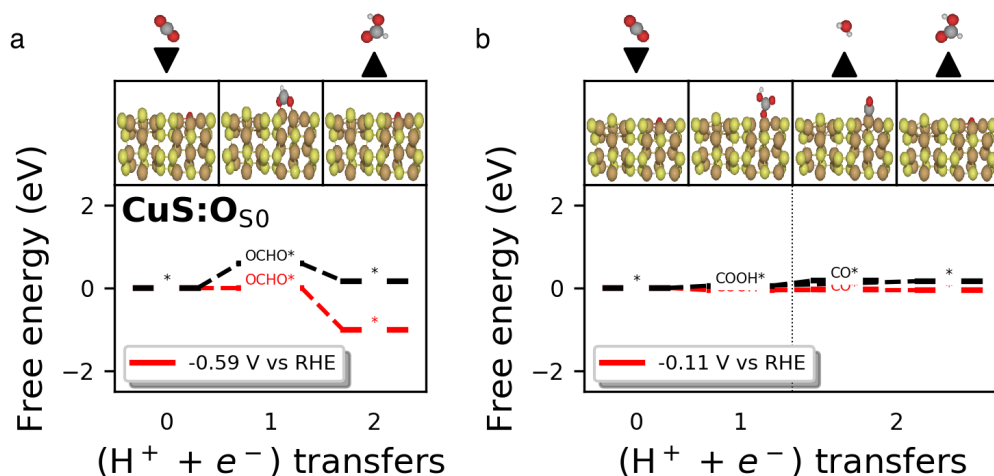 a
b
Free energy (eV)
2
0
−2
CuS:O_S0
*
OCHO*
*
OCHO*
*
-0.59 V vs RHE
0
1
2
(H⁺ + e⁻) transfers
Free energy (eV)
2
0
−2
*
COOH*
CO*
*
CO*
*
-0.11 V vs RHE
0
1
2
(H⁺ + e⁻) transfers